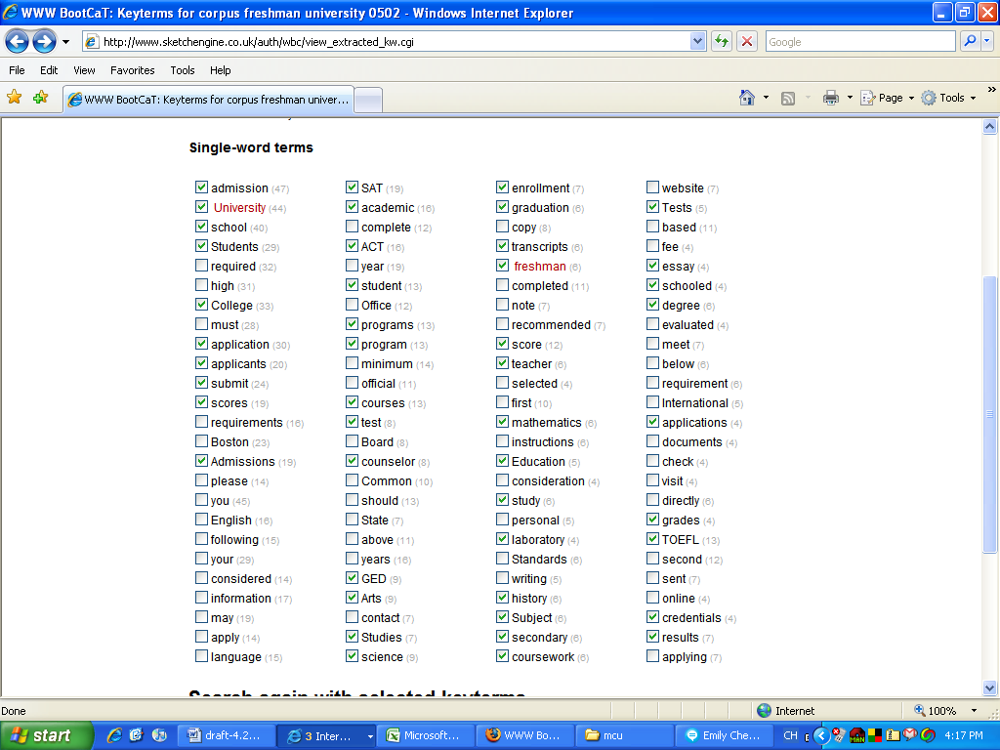 WWW BootCaT: Keyterms for corpus freshman university 0502 - Windows Internet Explorer
http://www.sketchengine.co.uk/auth/wbc/view_extracted_kw.cgi
Google
File Edit View Favorites Tools Help
WWW BootCaT: Keyterms for corpus freshman univer...
Page Tools »
Single-word terms
admission (47) SAT (19) enrollment (7) website (7)
University (44) academic (16) graduation (6) Tests (5)
school (40) complete (12) copy (8) based (11)
Students (29) ACT (16) transcripts (6) fee (4)
required (32) year (19) freshman (6) essay (4)
high (31) student (13) completed (11) schooled (4)
College (33) Office (12) note (7) degree (6)
must (28) programs (13) recommended (7) evaluated (4)
application (30) program (13) score (12) meet (7)
applicants (20) minimum (14) teacher (6) below (6)
submit (24) official (11) selected (4) requirement (6)
scores (19) courses (13) first (10) International (5)
requirements (16) test (8) mathematics (6) applications (4)
Boston (23) Board (8) instructions (6) documents (4)
Admissions (19) counselor (8) Education (5) check (4)
please (14) Common (10) consideration (4) visit (4)
you (45) should (13) study (6) directly (6)
English (16) State (7) personal (5) grades (4)
following (15) above (11) laboratory (4) TOEFL (13)
your (29) years (16) Standards (6) second (12)
considered (14) GED (9) writing (5) sent (7)
information (17) Arts (9) history (6) online (4)
may (19) contact (7) Subject (6) credentials (4)
apply (14) Studies (7) secondary (6) results (7)
language (15) science (9) coursework (6) applying (7)
Search again with selected keyterms
Done Internet 100%
start draft-4.2... 3 Inter... Microsoft... WWW Bo... mcu Emily Che... CH 4:17 PM